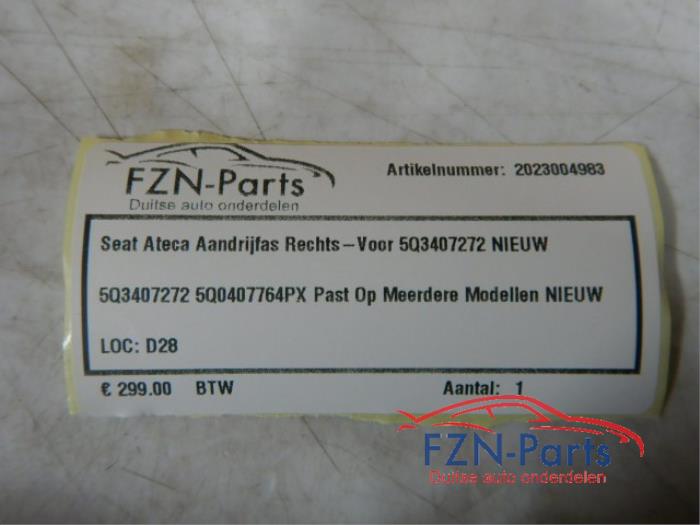 FZN-Parts
Duitse auto onderdelen
Artikelnummer: 2023004983
Seat Ateca Aandrijfas Rechts-Voor 5Q3407272 NIEUW
5Q3407272 5Q0407764PX Past Op Meerdere Modellen NIEUW
LOC: D28
€ 299.00 BTW Aantal: 1
FZN-Parts
Duitse auto onderdelen